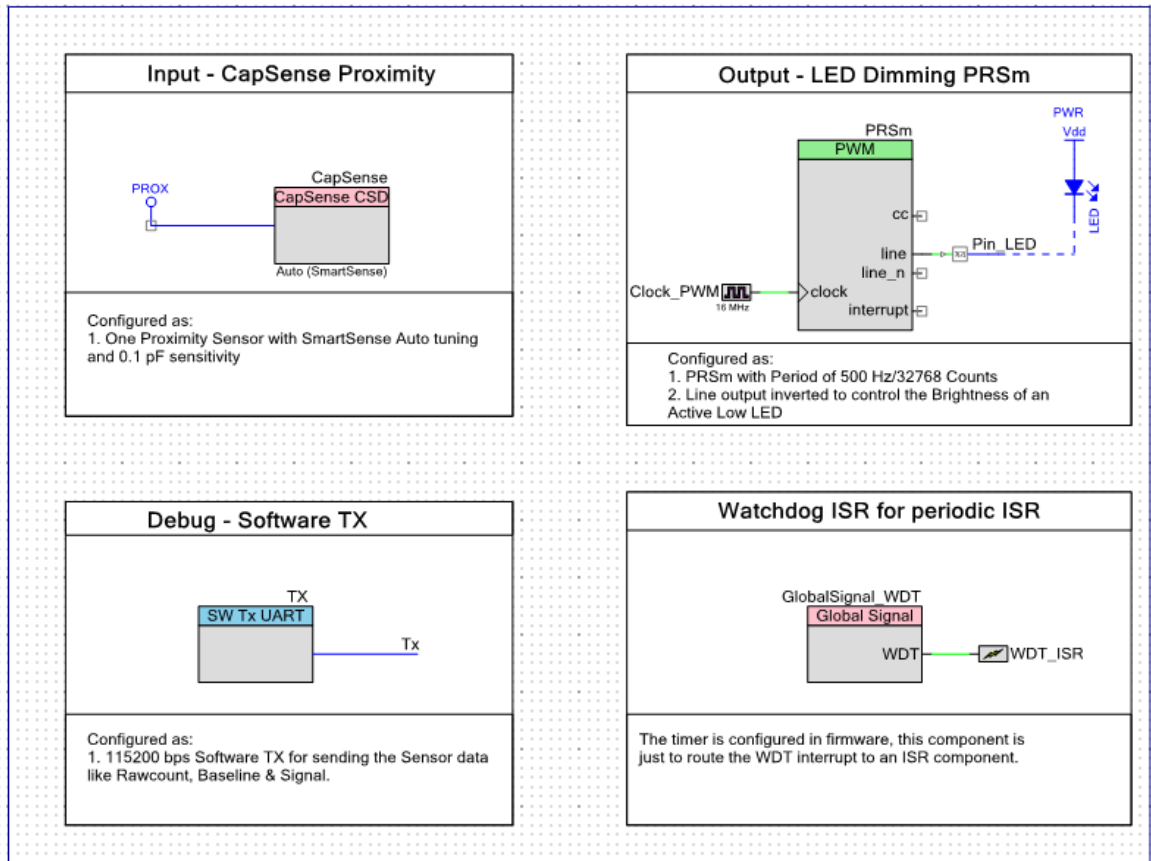 Input - CapSense Proximity
PROX
CapSense
CapSense CSD
Auto (SmartSense)
Configured as:
1. One Proximity Sensor with SmartSense Auto tuning
and 0.1 pF sensitivity
Output - LED Dimming PRSm
PWR
Vdd
PRSm
PWM
LED
cc
Pin_LED
line
line_n
Clock_PWM
clock
16 MHz
interrupt
Configured as:
1. PRSm with Period of 500 Hz/32768 Counts
2. Line output inverted to control the Brightness of an
Active Low LED
Debug - Software TX
TX
SW Tx UART
Tx
Configured as:
1. 115200 bps Software TX for sending the Sensor data
like Rawcount, Baseline & Signal.
Watchdog ISR for periodic ISR
GlobalSignal_WDT
Global Signal
WDT
WDT_ISR
The timer is configured in firmware, this component is
just to route the WDT interrupt to an ISR component.